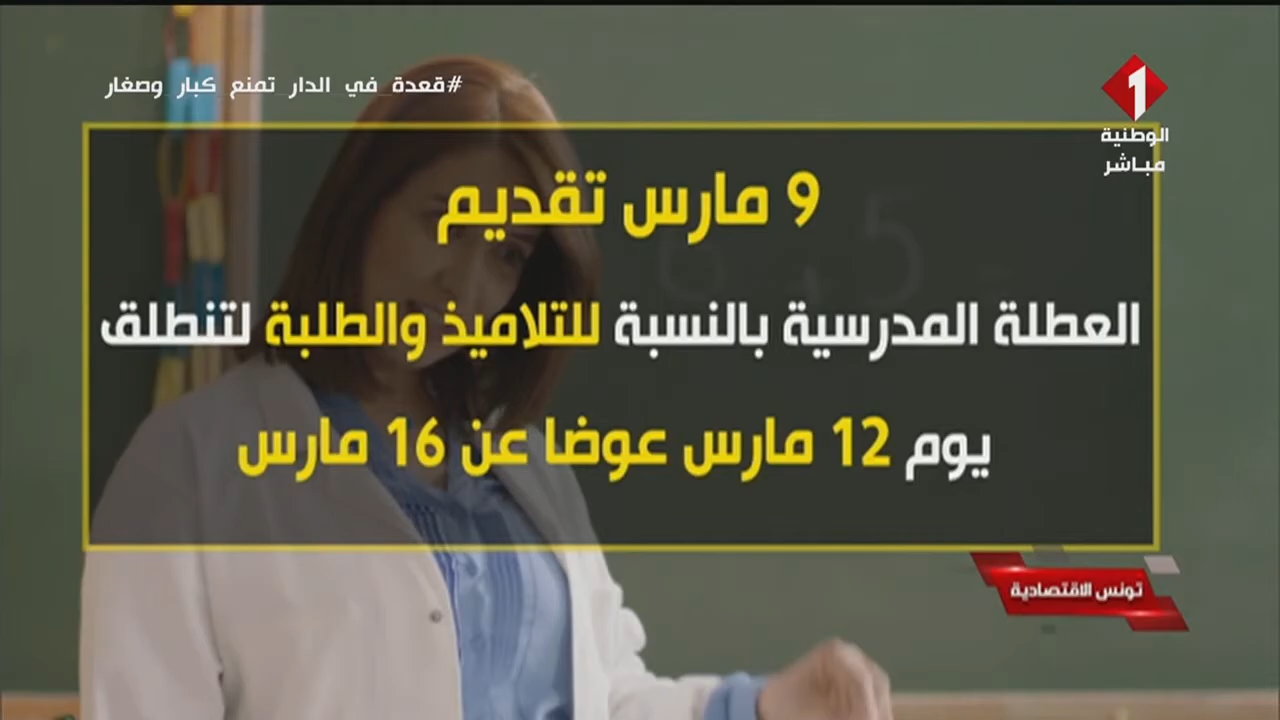 #قعدة في الدار تمنع كبار وصغار
1
الوطنية
مباشر
9 مارس تقديم
العطلة المدرسية بالنسبة للتلاميذ والطلبة لتنطلق
يوم 12 مارس عوضا عن 16 مارس
تونس الاقتصادية